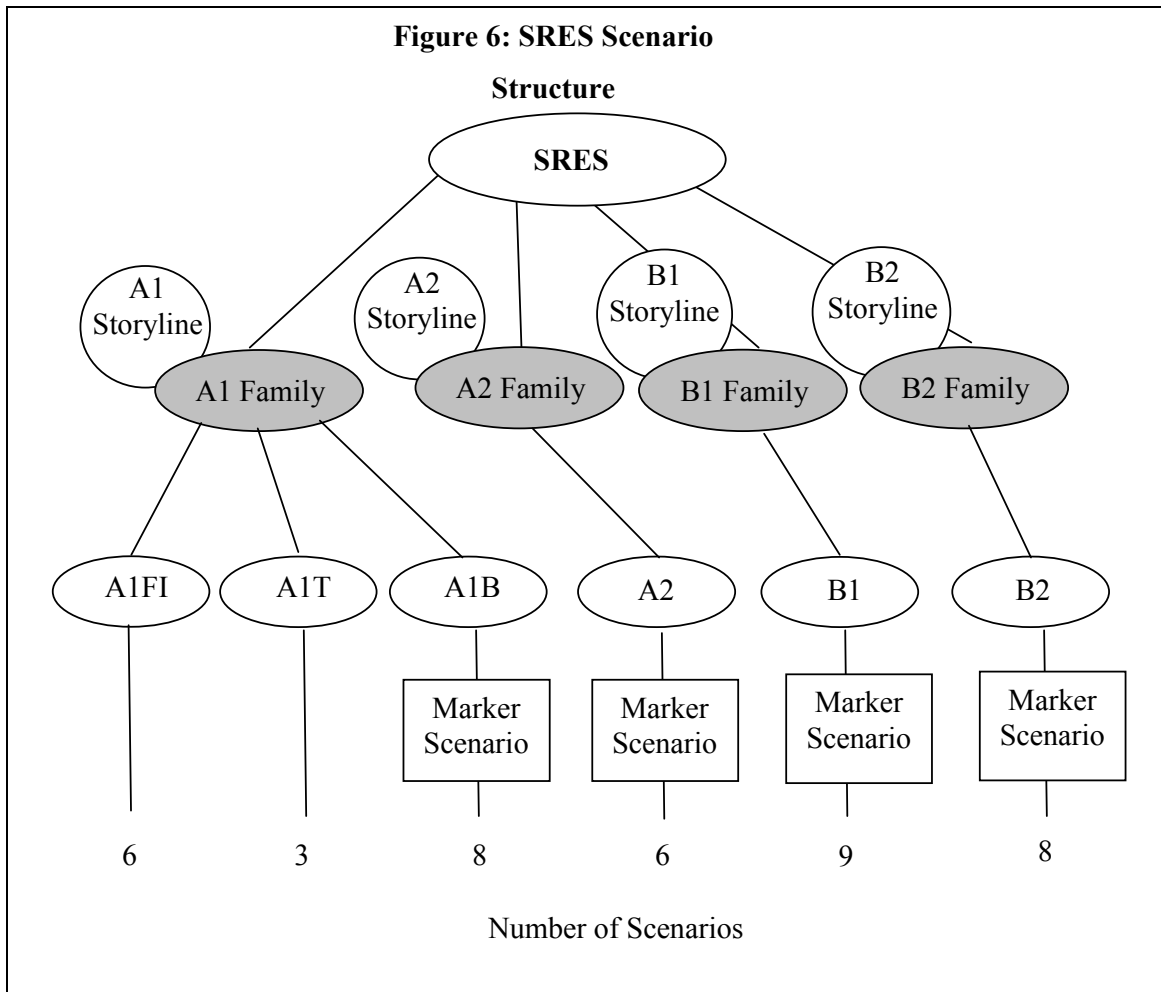 Figure 6: SRES Scenario
Structure
SRES
A1
Storyline
A2
Storyline
B1
Storyline
B2
Storyline
A1 Family
A2 Family
B1 Family
B2 Family
A1FI
A1T
A1B
A2
B1
B2
Marker
Scenario
Marker
Scenario
Marker
Scenario
Marker
Scenario
6
3
8
6
9
8
Number of Scenarios